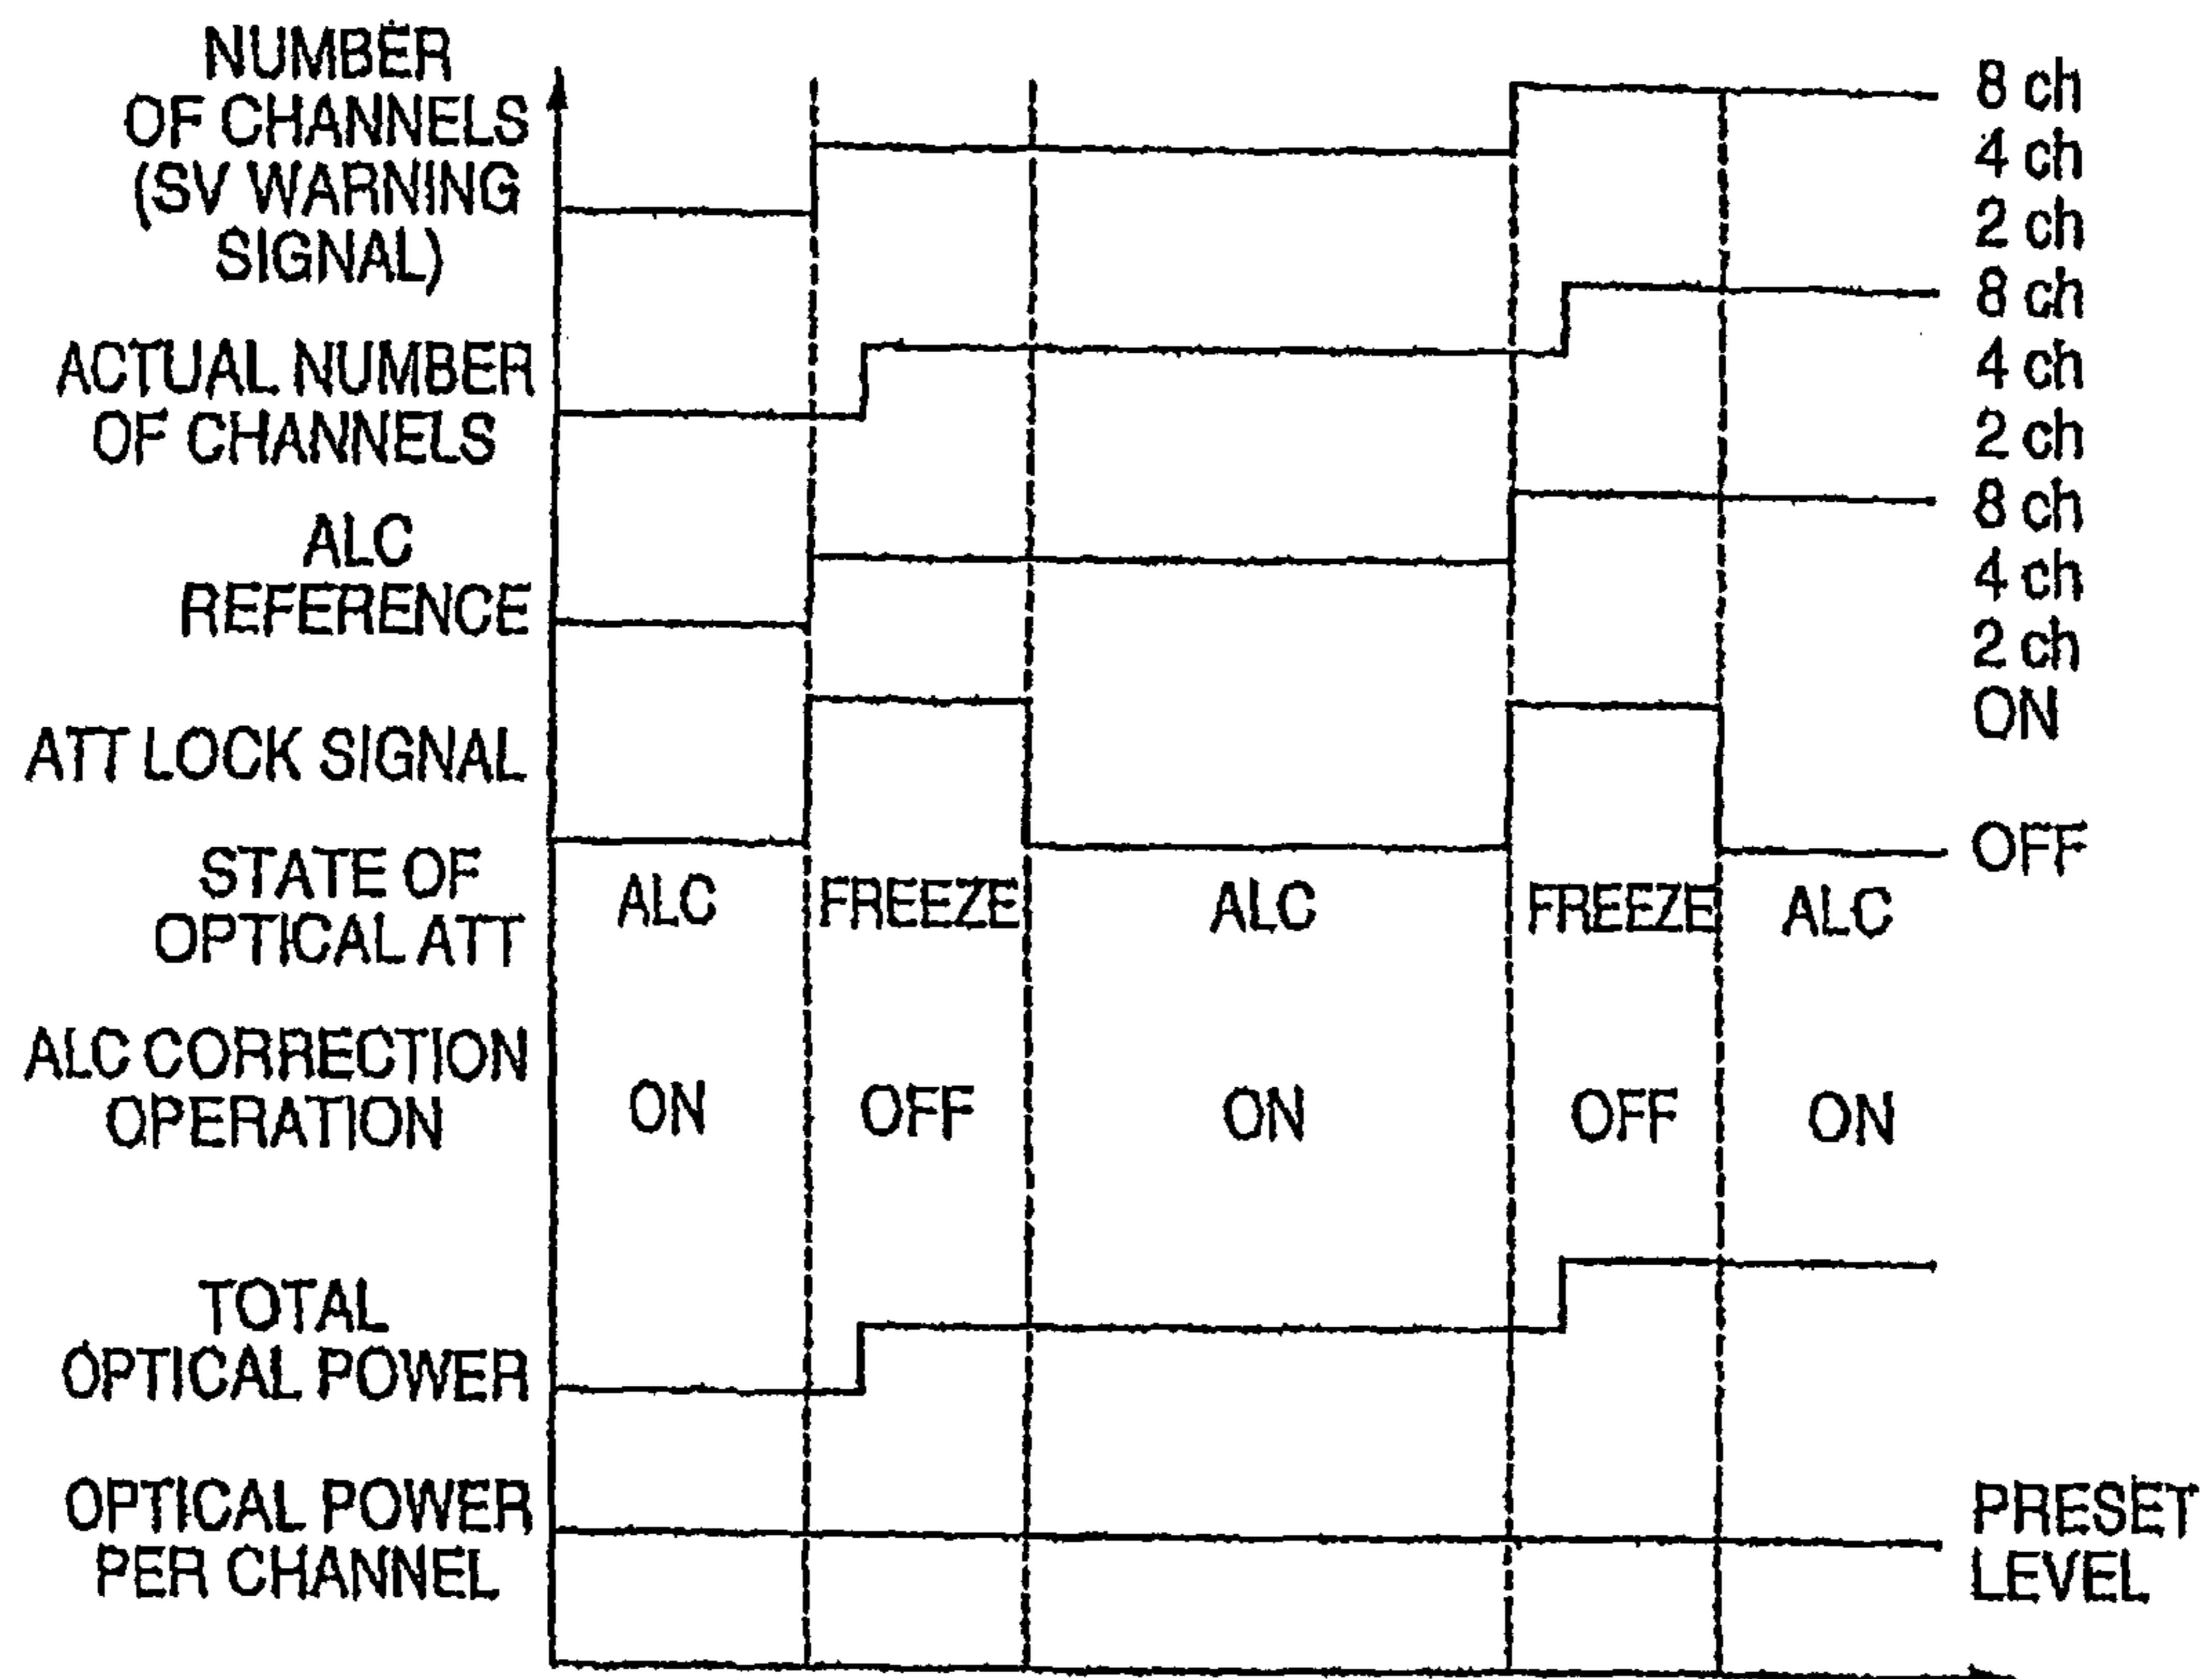 NUMBER
OF CHANNELS
(SV WARNING
SIGNAL)
8 ch
4 ch
2 ch
ACTUAL NUMBER
OF CHANNELS
8 ch
4 ch
2 ch
ALC
REFERENCE
8 ch
4 ch
2 ch
ATT LOCK SIGNAL
ON
OFF
STATE OF
OPTICAL ATT
ALC
FREEZE
ALC
FREEZE
ALC
ALC CORRECTION
OPERATION
ON
OFF
ON
OFF
ON
TOTAL
OPTICAL POWER
OPTICAL POWER
PER CHANNEL
PRESET
LEVEL